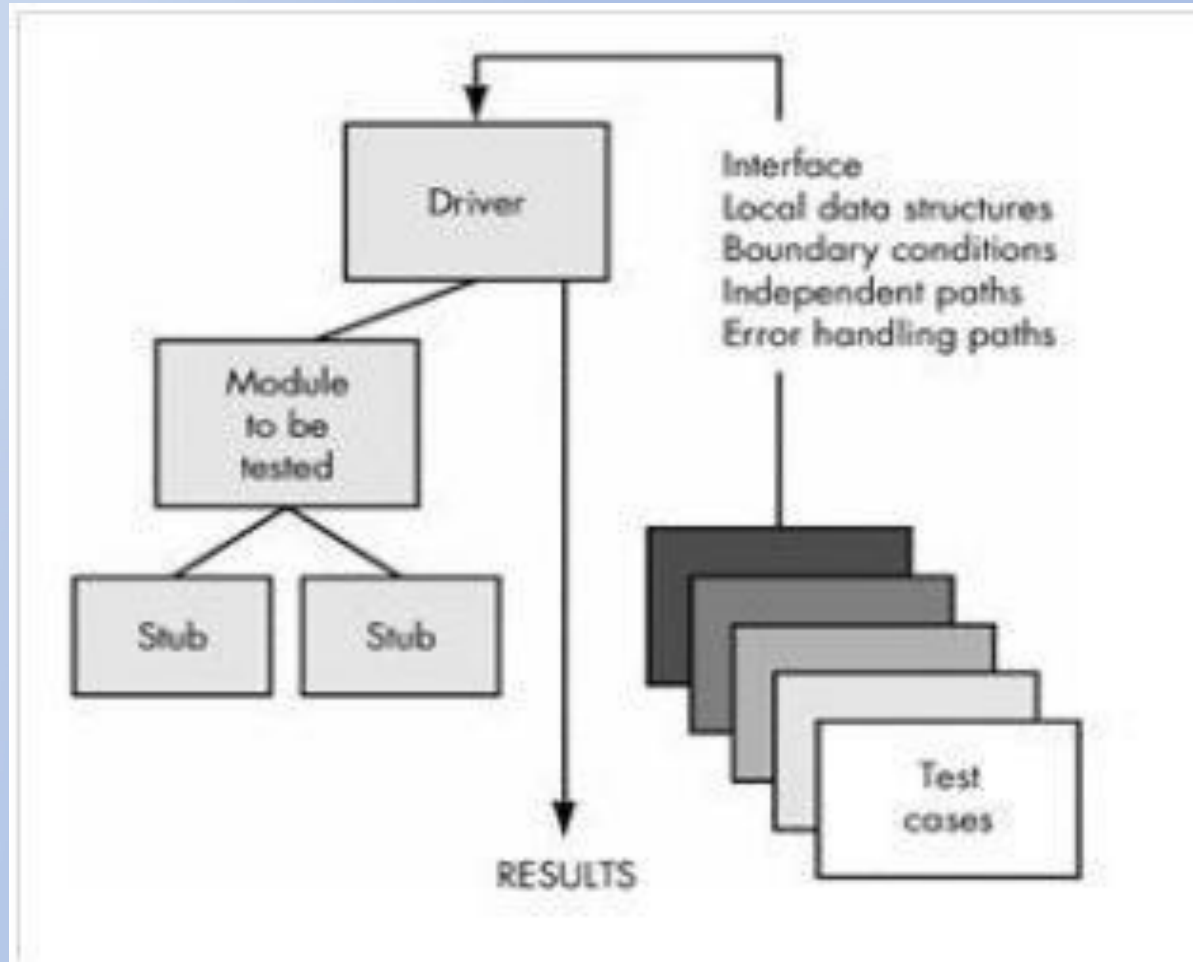 Driver
Interface
Local data structures
Boundary conditions
Independent paths
Error handling paths
Module
to be
tested
Stub
Stub
Test
cases
RESULTS